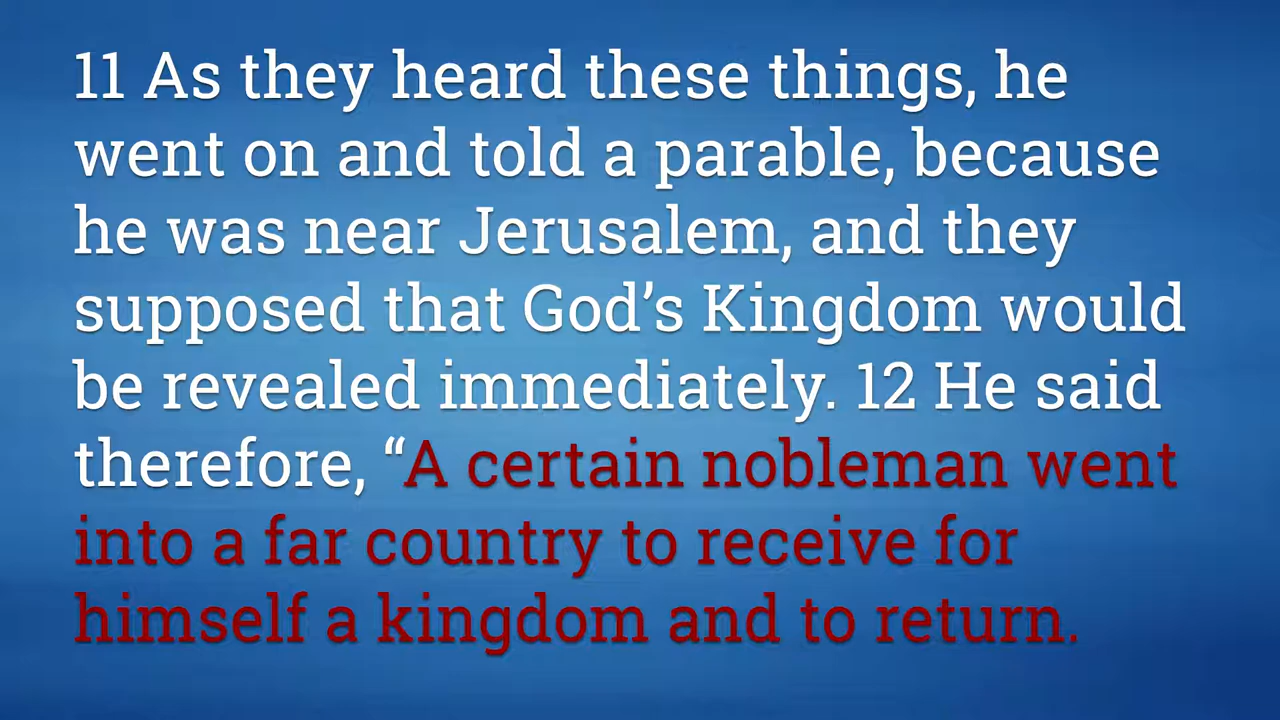 11 As they heard these things, he
went on and told a parable, because
he was near Jerusalem, and they
supposed that God’s Kingdom would
be revealed immediately. 12 He said
therefore, “A certain nobleman went
into a far country to receive for
himself a kingdom and to return.